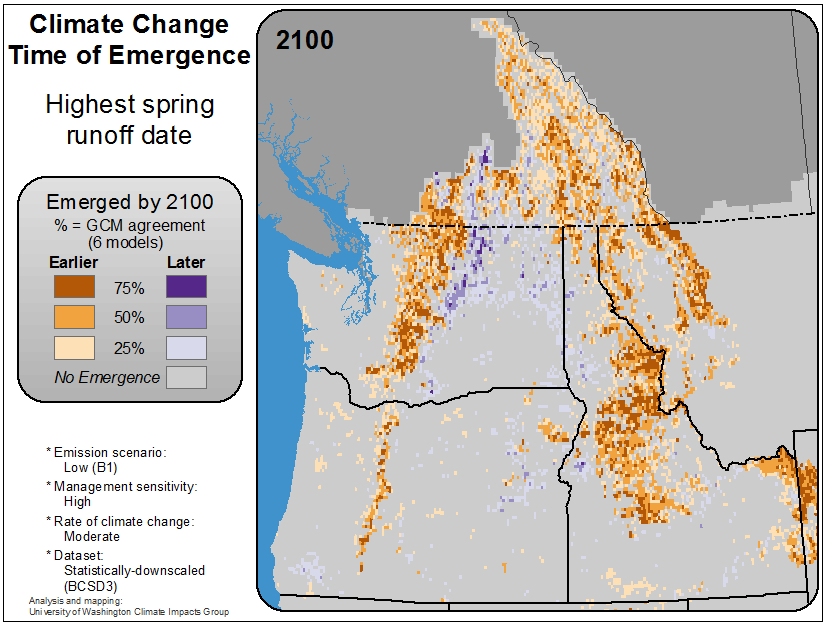 Climate Change
Time of Emergence
Highest spring
runoff date
Emerged by 2100
% = GCM agreement
(6 models)
Earlier Later
75%
50%
25%
No Emergence
* Emission scenario:
Low (B1)
* Management sensitivity:
High
* Rate of climate change:
Moderate
* Dataset:
Statistically-downscaled
(BCSD3)
Analysis and mapping:
University of Washington Climate Impacts Group
2100